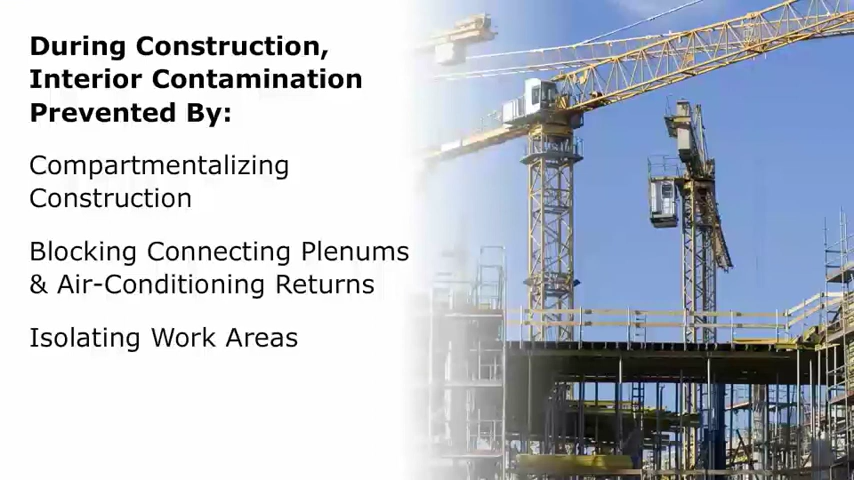 During Construction,
Interior Contamination
Prevented By:
Compartmentalizing
Construction
Blocking Connecting Plenums
& Air-Conditioning Returns
Isolating Work Areas